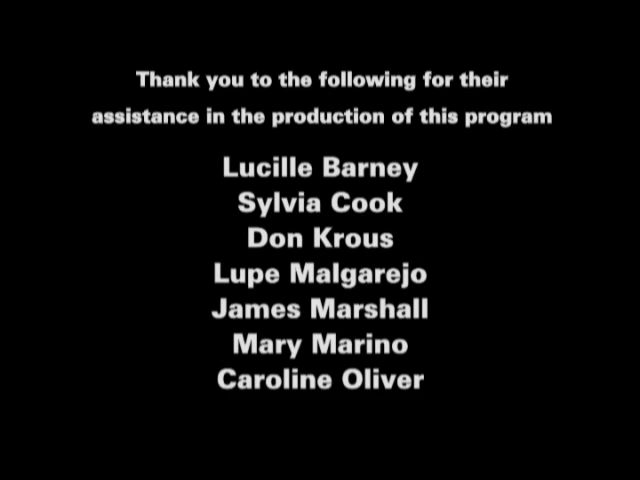 Thank you to the following for their
assistance in the production of this program
Lucille Barney
Sylvia Cook
Don Krous
Lupe Malgarejo
James Marshall
Mary Marino
Caroline Oliver